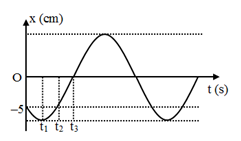 x (cm)
O
t (s)
–5
t₁ t₂ t₃